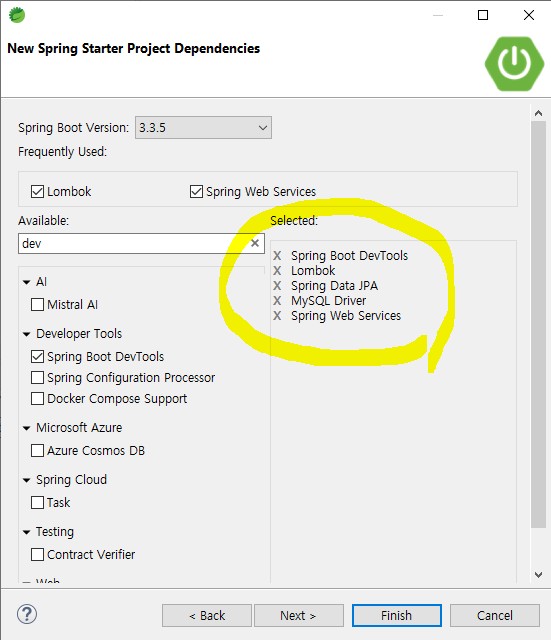 New Spring Starter Project Dependencies
Spring Boot Version: 3.3.5
Frequently Used:
Lombok Spring Web Services
Available: Selected:
dev
X Spring Boot DevTools
X Lombok
X Spring Data JPA
X MySQL Driver
X Spring Web Services
AI
Mistral AI
Developer Tools
Spring Boot DevTools
Spring Configuration Processor
Docker Compose Support
Microsoft Azure
Azure Cosmos DB
Spring Cloud
Task
Testing
Contract Verifier
< Back Next > Finish Cancel